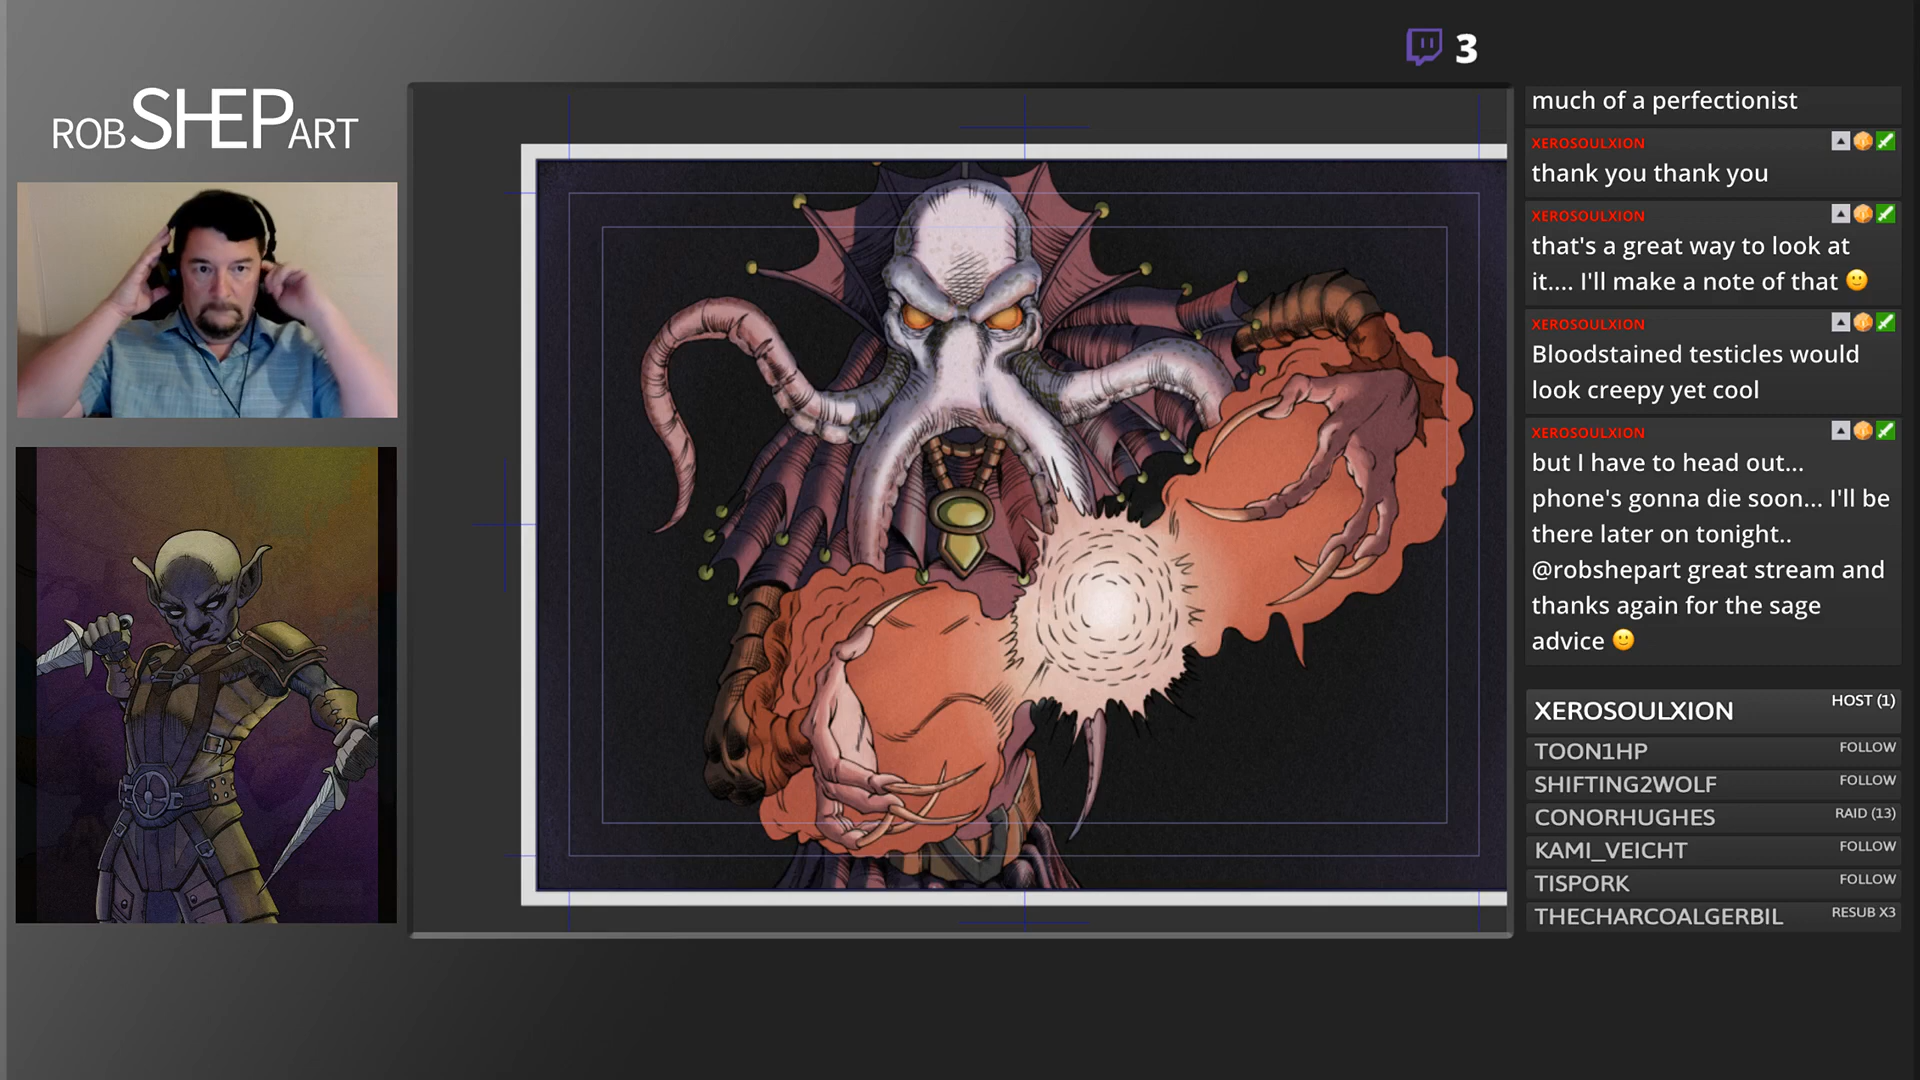 3
ROBSHEPART
much of a perfectionist
XEROSOULXION
thank you thank you
XEROSOULXION
that's a great way to look at
it.... I'll make a note of that 🙂
XEROSOULXION
Bloodstained testicles would
look creepy yet cool
XEROSOULXION
but I have to head out...
phone's gonna die soon... I'll be
there later on tonight..
@robshepart great stream and
thanks again for the sage
advice 🙂
XEROSOULXION HOST (1)
TOON1HP FOLLOW
SHIFTING2WOLF FOLLOW
CONORHUGHES RAID (13)
KAMI_VEICHT FOLLOW
TISPORK FOLLOW
THECHARCOALGERBIL RESUB X3